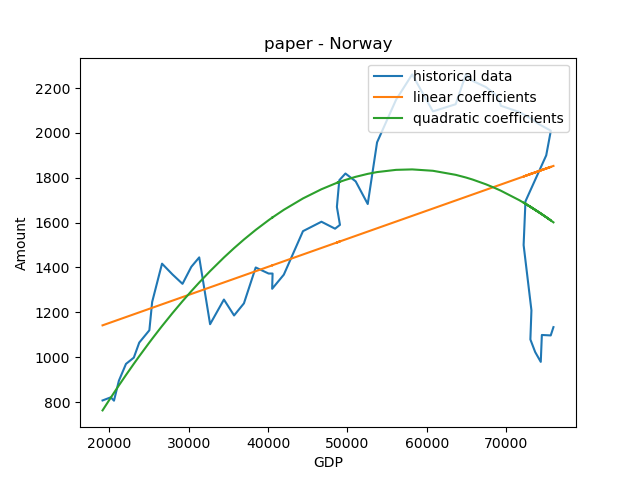 paper - Norway
historical data
linear coefficients
quadratic coefficients
Amount
2200
2000
1800
1600
1400
1200
1000
800
20000 30000 40000 50000 60000 70000
GDP